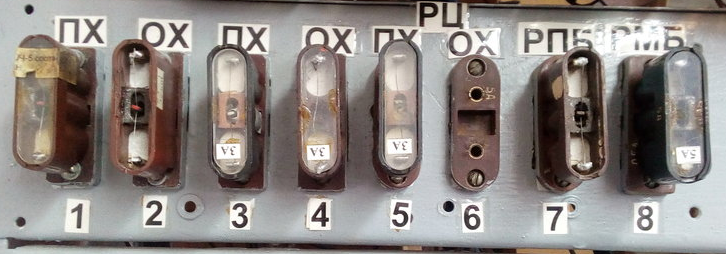 РЦ
ПХ ОХ ПХ ОХ ПХ ОХ РПБ РМБ
3А 3А 3А 5А
1 2 3 4 5 6 7 8